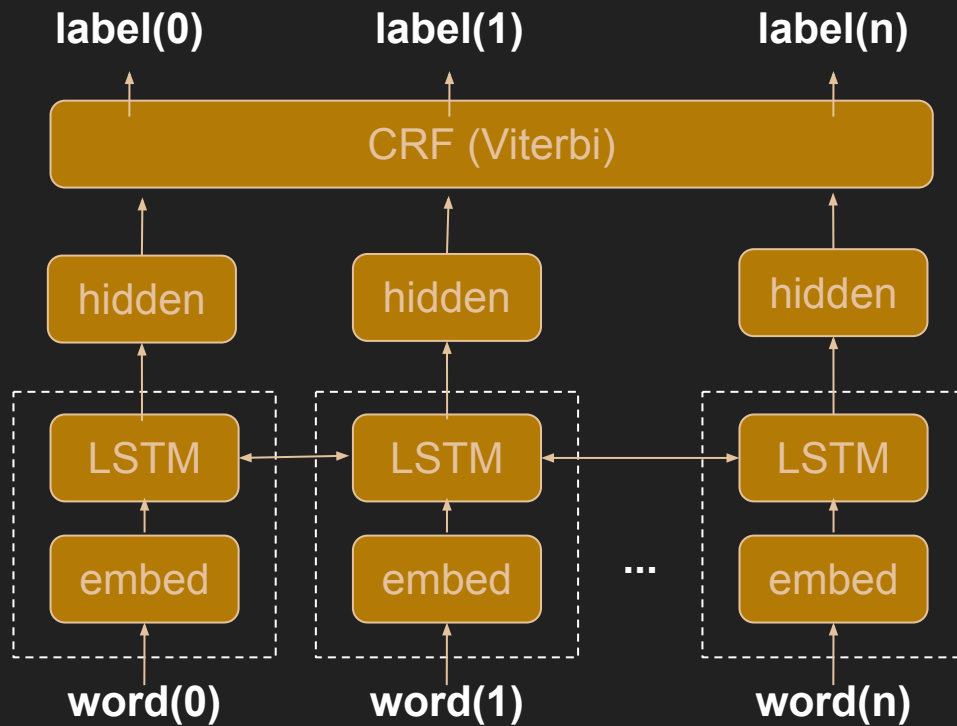 label(0) label(1) label(n)
CRF (Viterbi)
hidden hidden hidden
LSTM LSTM LSTM
embed embed ... embed
word(0) word(1) word(n)